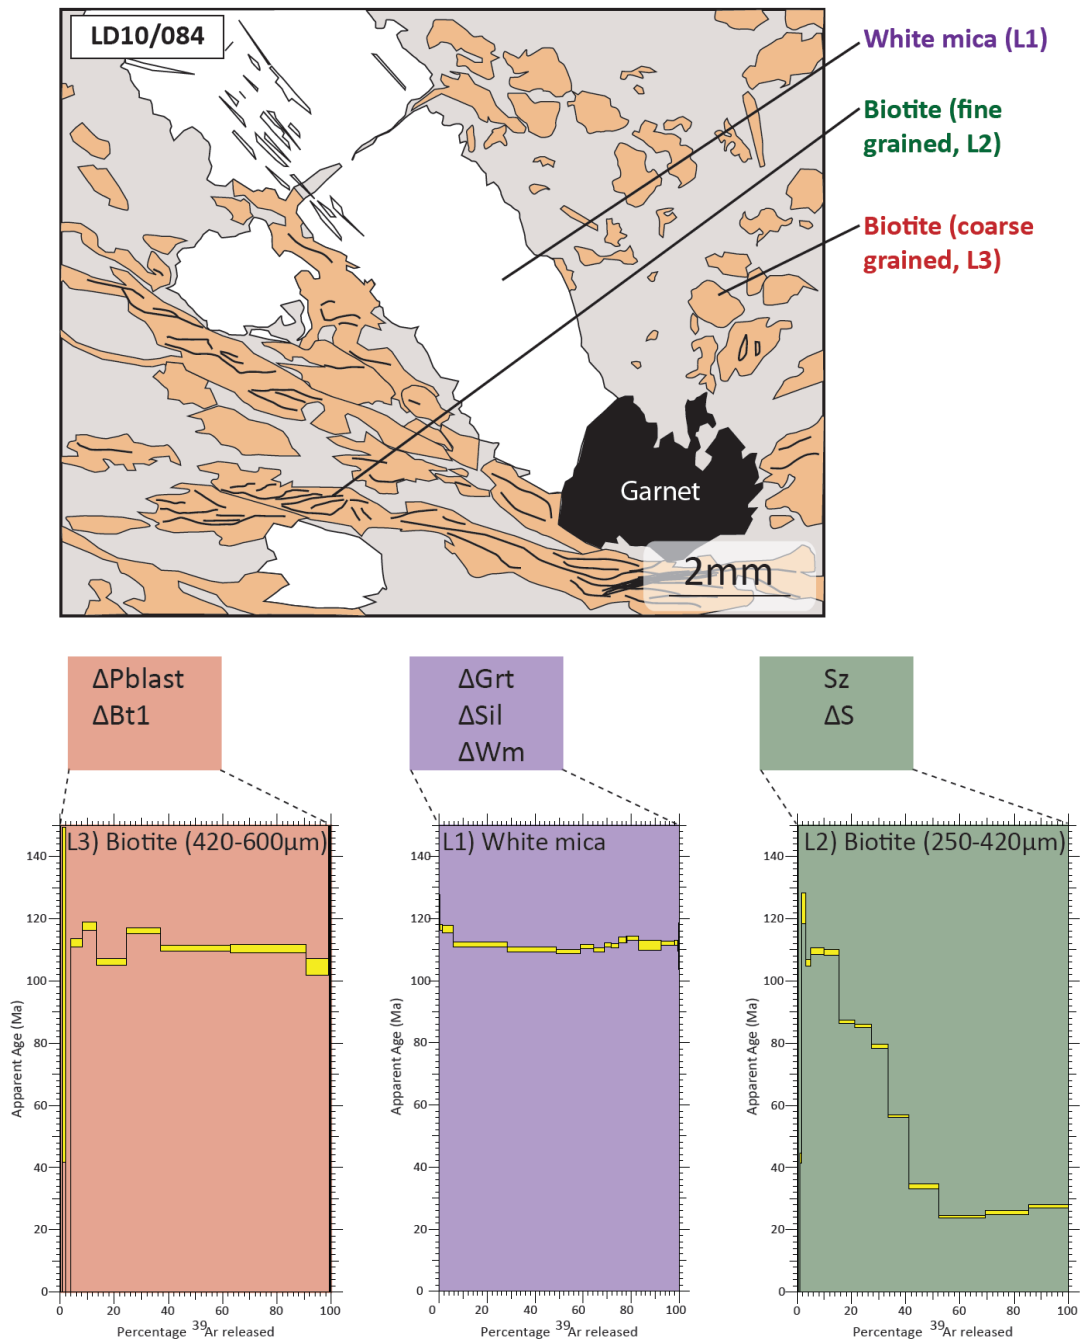 LD10/084
White mica (L1)
Biotite (fine
grained, L2)
Biotite (coarse
grained, L3)
Garnet
2mm
ΔPblast
ΔBt1
ΔGrt
ΔSil
ΔWm
Sz
ΔS
L3) Biotite (420-600μm)
140
120
100
80
60
40
20
0
Apparent Age (Ma)
0 20 40 60 80 100
Percentage 39Ar released
L1) White mica
140
120
100
80
60
40
20
0
Apparent Age (Ma)
0 20 40 60 80 100
Percentage 39Ar released
L2) Biotite (250-420μm)
140
120
100
80
60
40
20
0
Apparent Age (Ma)
0 20 40 60 80 100
Percentage 39Ar released